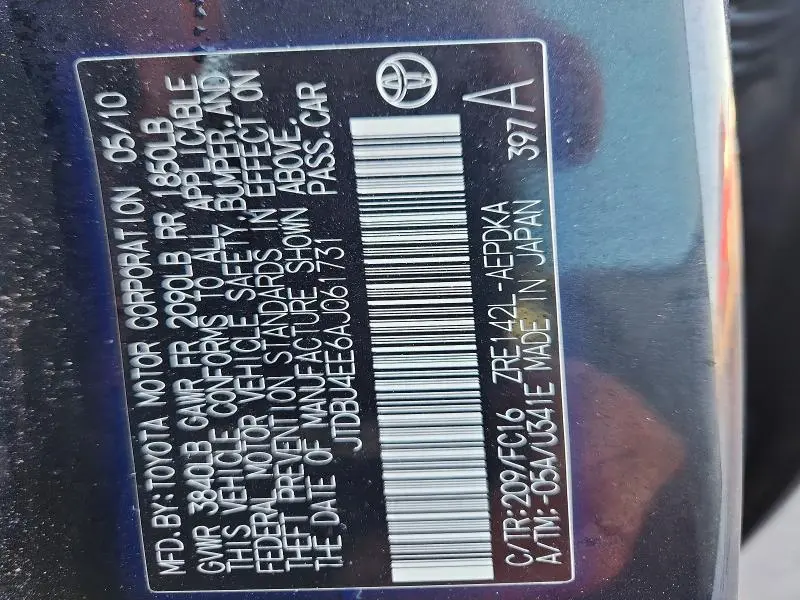 MFD.BY:TOYOTA MOTOR CORPORATION 05/10
GVWR 3840LB GAWR FR 2090LB RR 1850LB
THIS VEHICLE CONFORMS TO ALL APPLICABLE
FEDERAL MOTOR VEHICLE SAFETY,BUMPER,AND
THEFT PREVENTION STANDARDS IN EFFECT ON
THE DATE OF MANUFACTURE SHOWN ABOVE.
JTDBU4EE6AJ061731 PASS.CAR
C/TR:209/FC16 ZRE142L-AEPDKA
A/TM:-05A/U341E MADE IN JAPAN 397 A